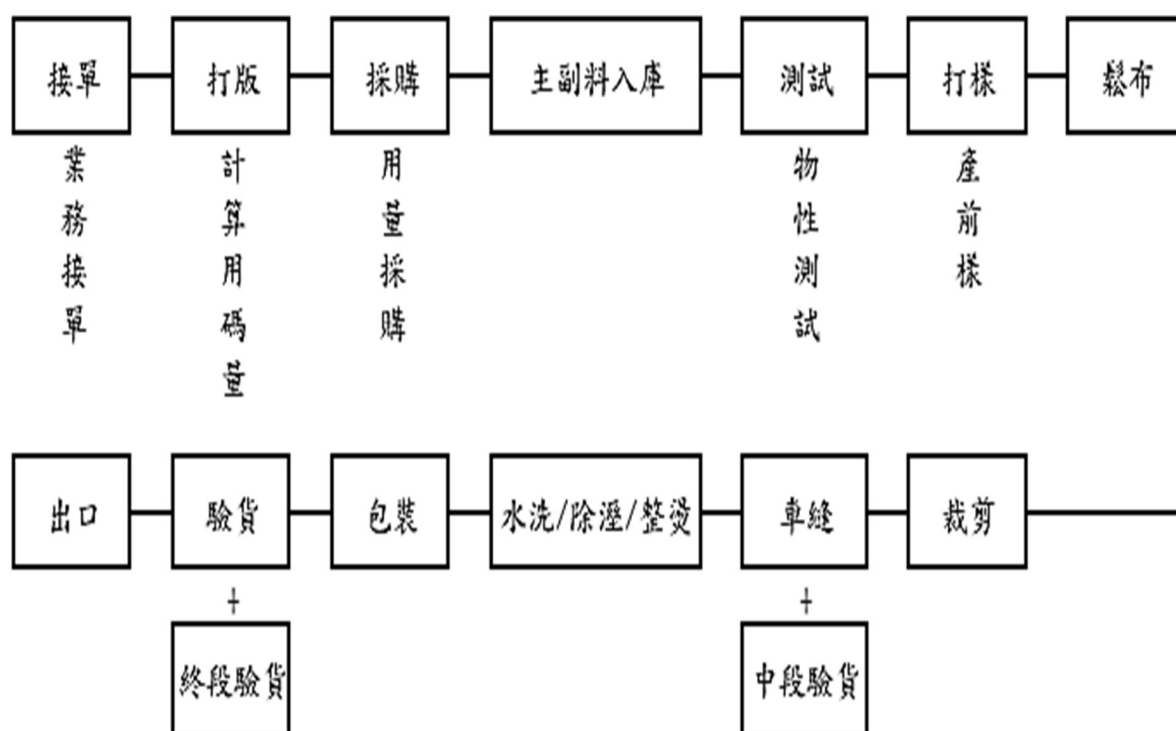 接單
打版
採購
主副料入庫
測試
打樣
鬆布
業務接單
計算用碼量
用量採購
物性測試
產前樣
出口
驗貨
包裝
水洗/除溼/整燙
車縫
裁剪
+
+
終段驗貨
中段驗貨